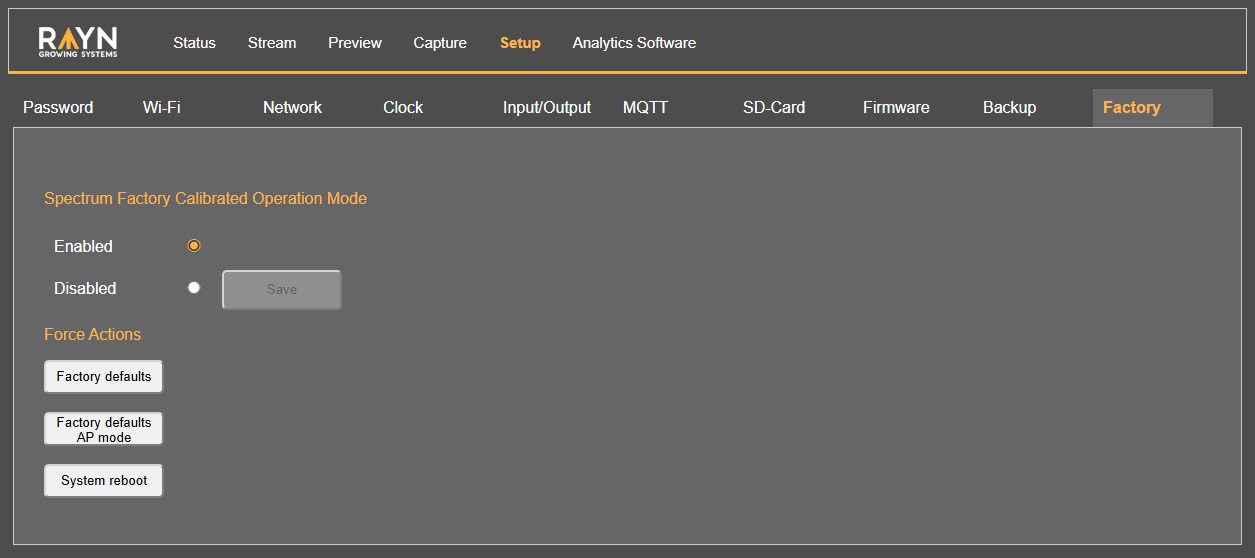 RAYN
GROWING SYSTEMS
Status Stream Preview Capture Setup Analytics Software
Password Wi-Fi Network Clock Input/Output MQTT SD-Card Firmware Backup Factory
Spectrum Factory Calibrated Operation Mode
Enabled
Disabled Save
Force Actions
Factory defaults
Factory defaults
AP mode
System reboot